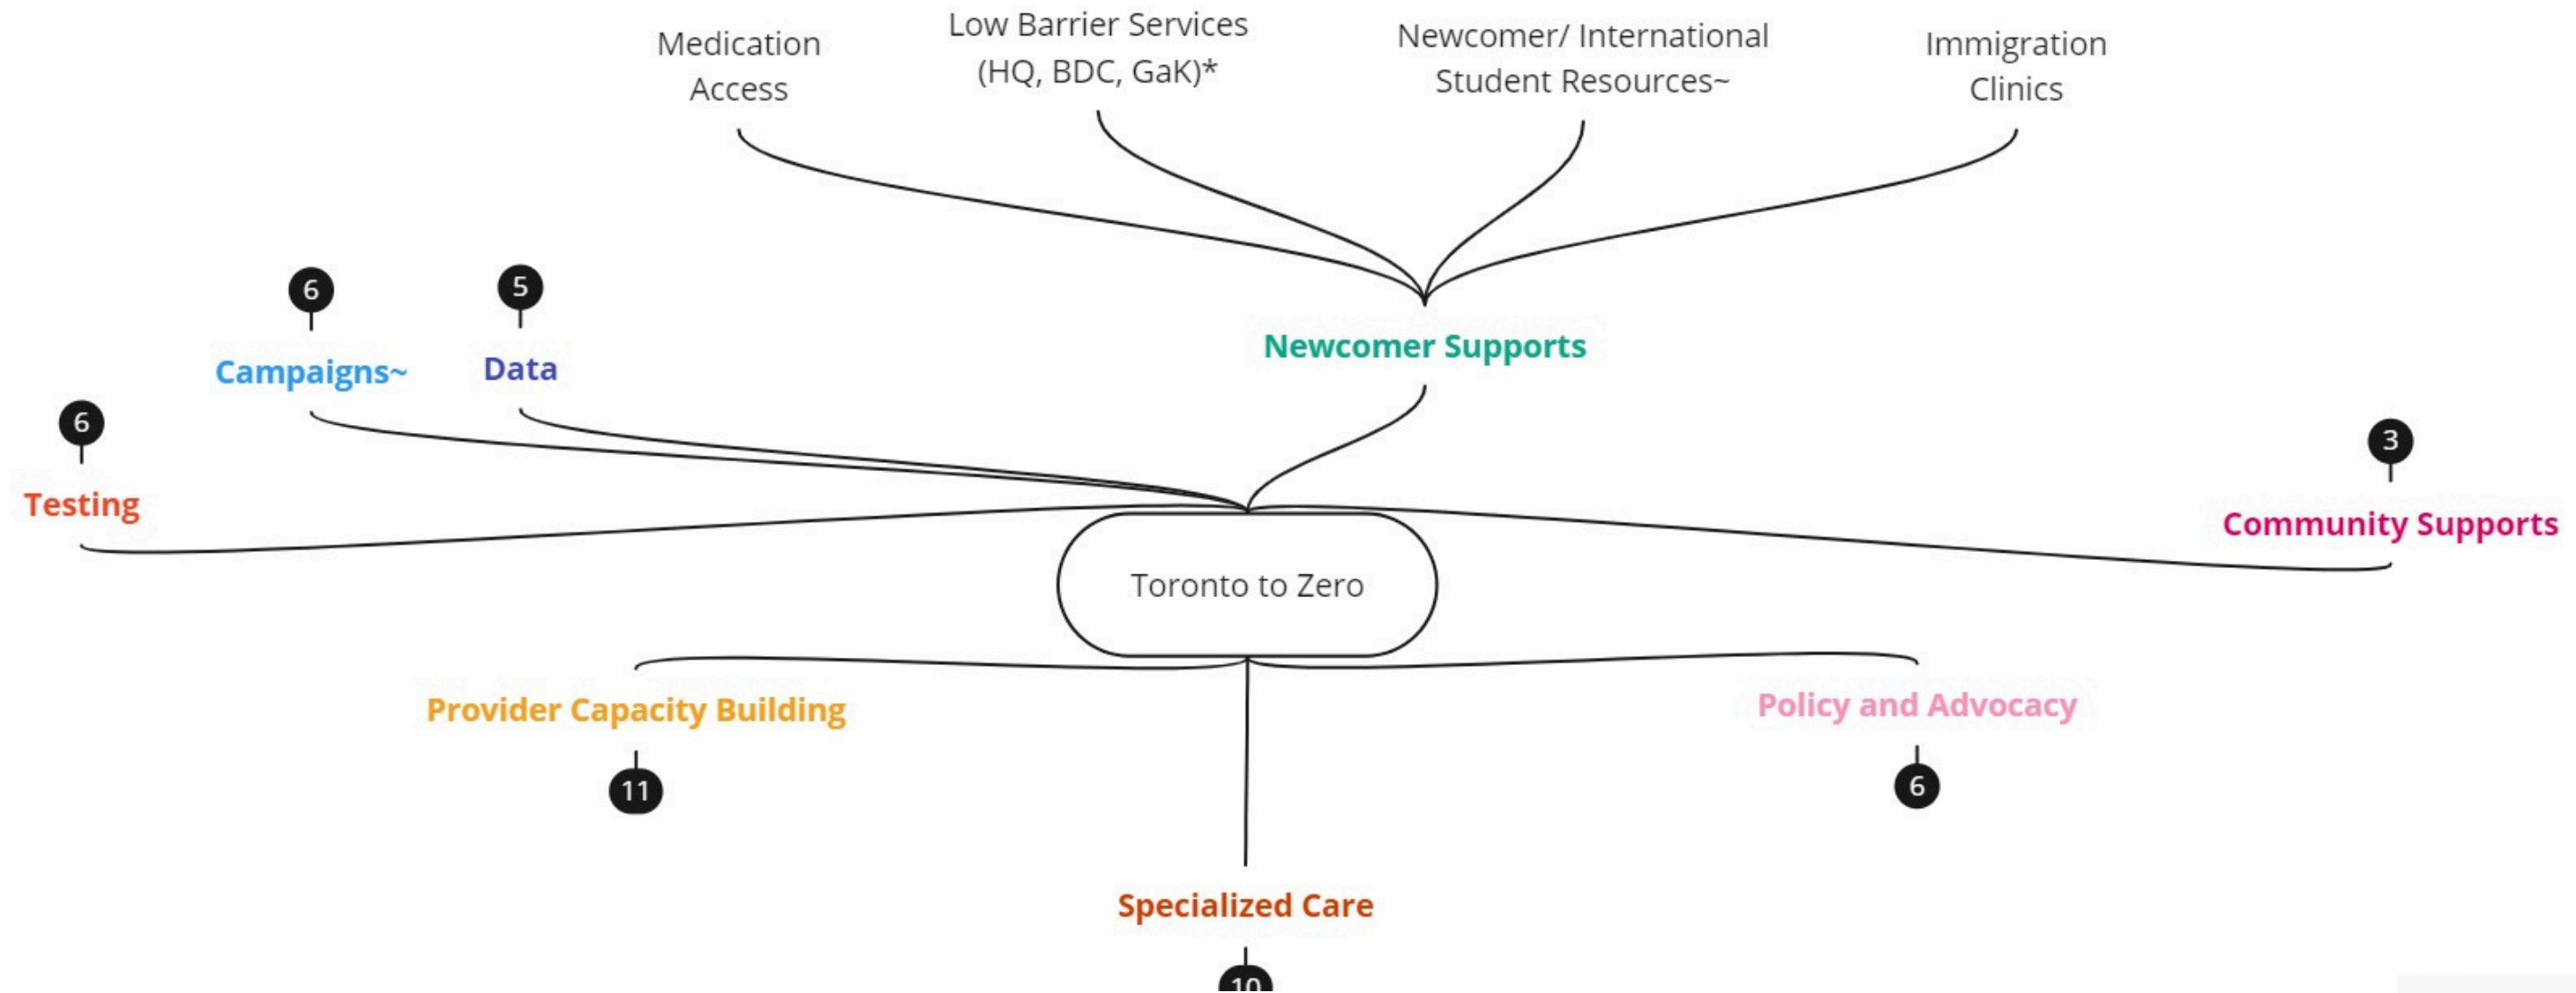 Medication
Access
Low Barrier Services
(HQ, BDC, GaK)*
Newcomer/ International
Student Resources~
Immigration
Clinics
6
Campaigns~
5
Data
Newcomer Supports
6
Testing
3
Community Supports
Toronto to Zero
Provider Capacity Building
11
Policy and Advocacy
6
Specialized Care
10